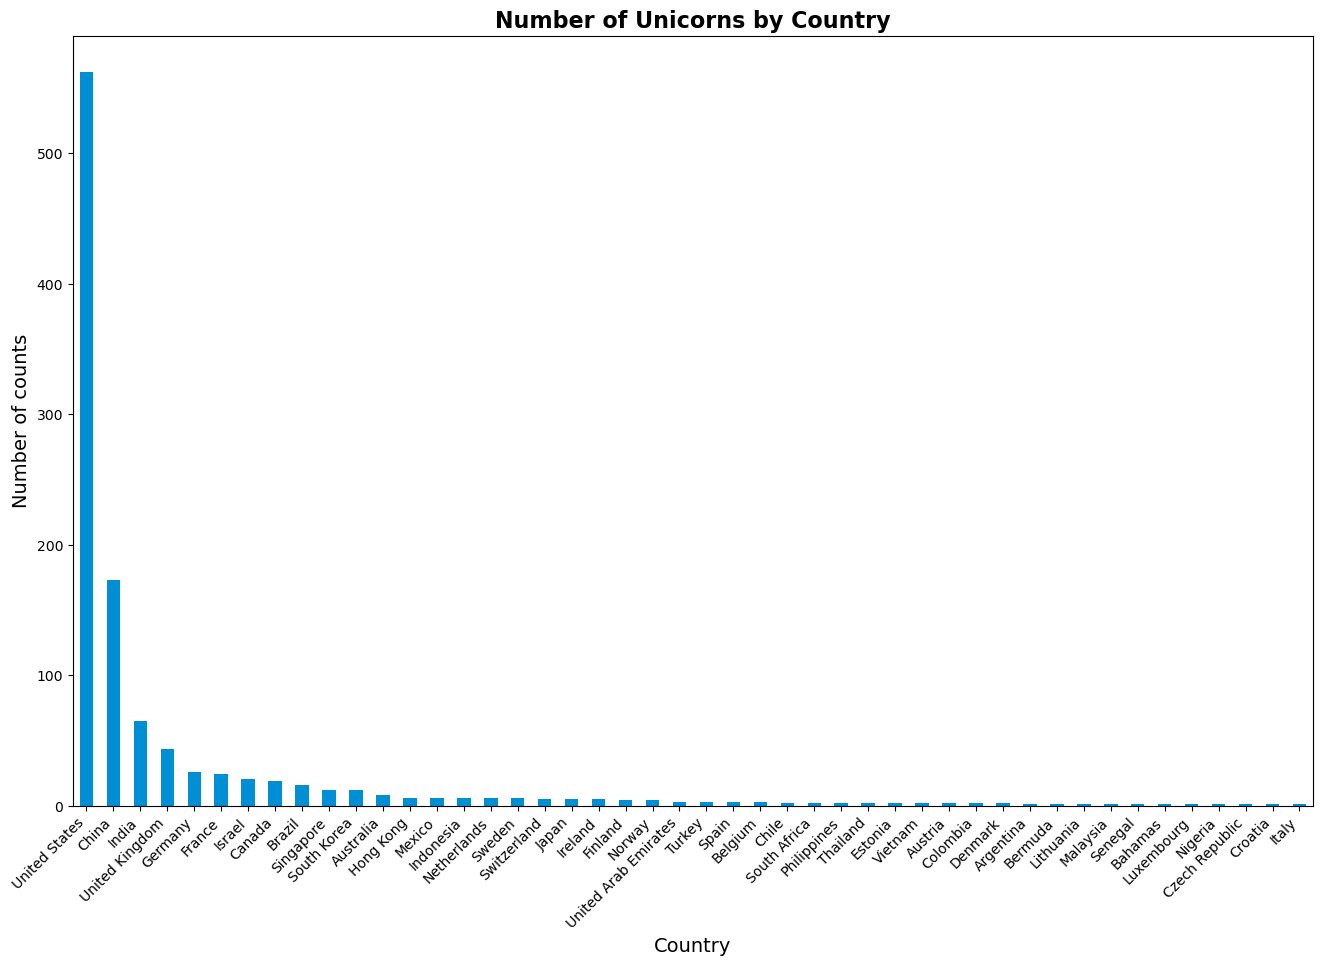 Number of Unicorns by Country
Number of counts
500
400
300
200
100
0
United States
China
India
United Kingdom
Germany
France
Israel
Canada
Brazil
Singapore
South Korea
Australia
Hong Kong
Mexico
Indonesia
Netherlands
Sweden
Switzerland
Japan
Ireland
Finland
Norway
United Arab Emirates
Turkey
Spain
Belgium
Chile
South Africa
Philippines
Thailand
Estonia
Vietnam
Austria
Colombia
Denmark
Argentina
Bermuda
Lithuania
Malaysia
Senegal
Bahamas
Luxembourg
Nigeria
Czech Republic
Croatia
Italy
Country